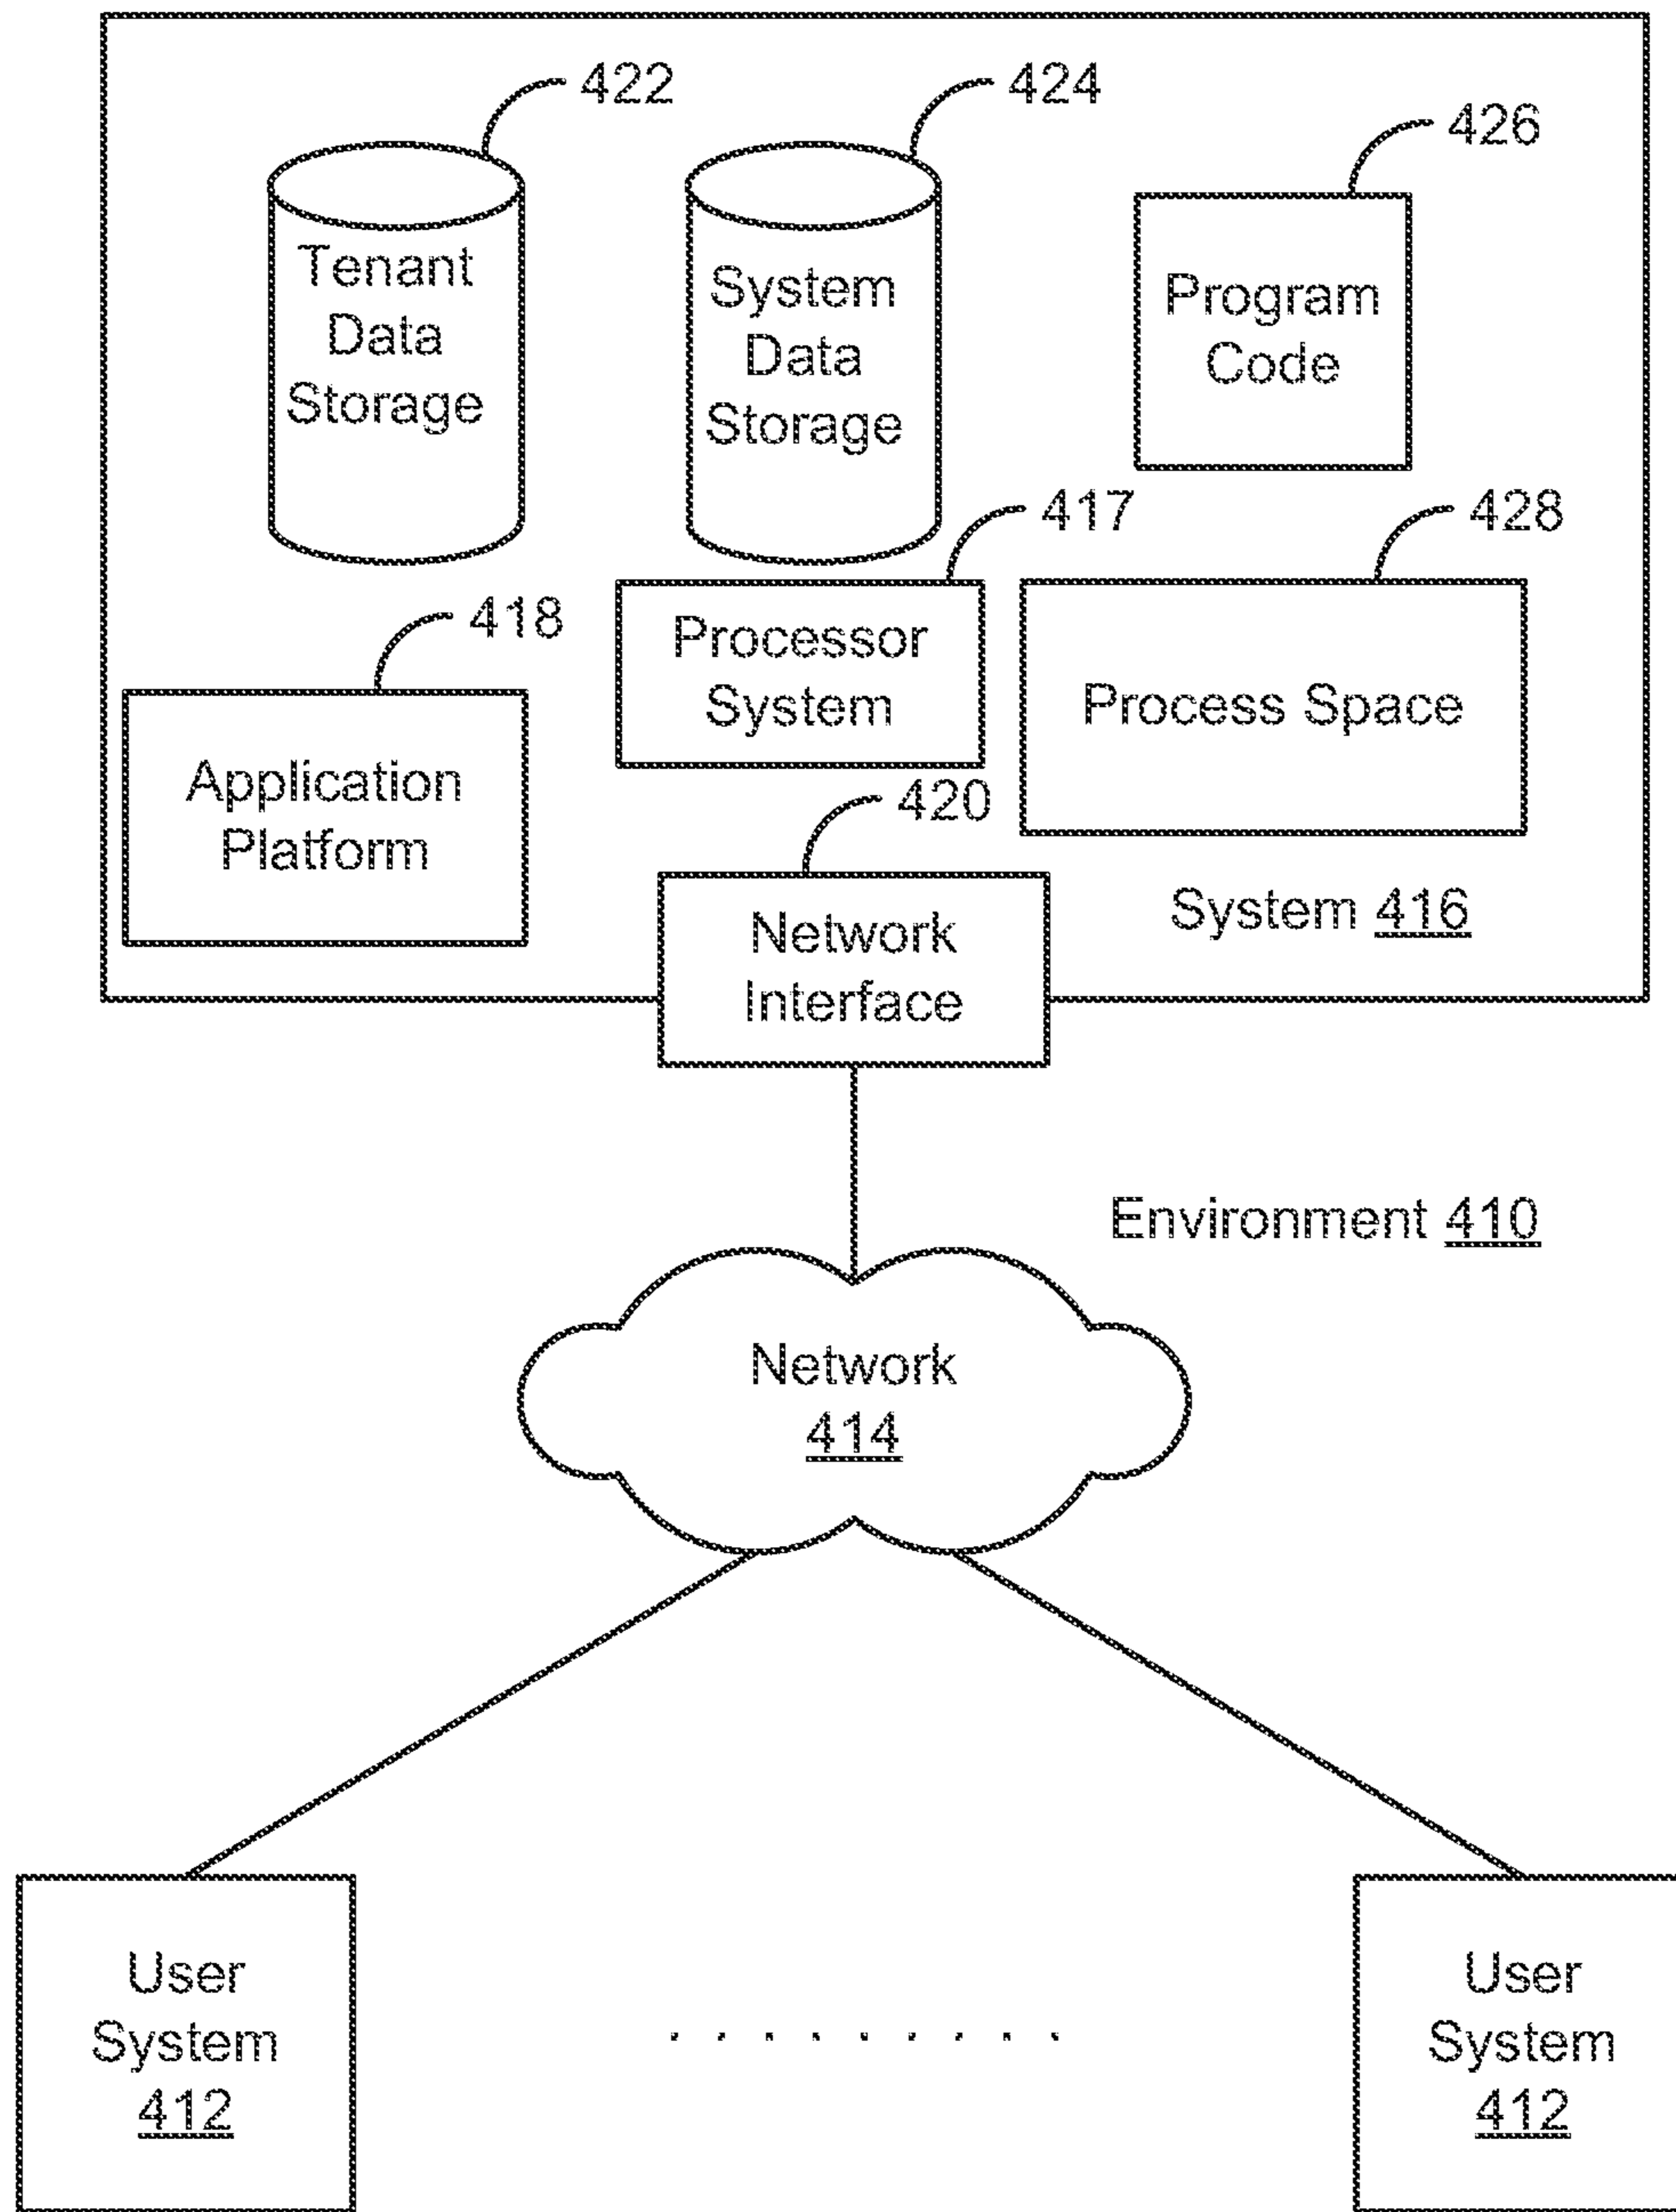 422
424
426
Tenant
Data
Storage
System
Data
Storage
Program
Code
417
428
418
Processor
System
Process Space
Application
Platform
420
Network
Interface
System 416
Environment 410
Network
414
User
System
412
User
System
412